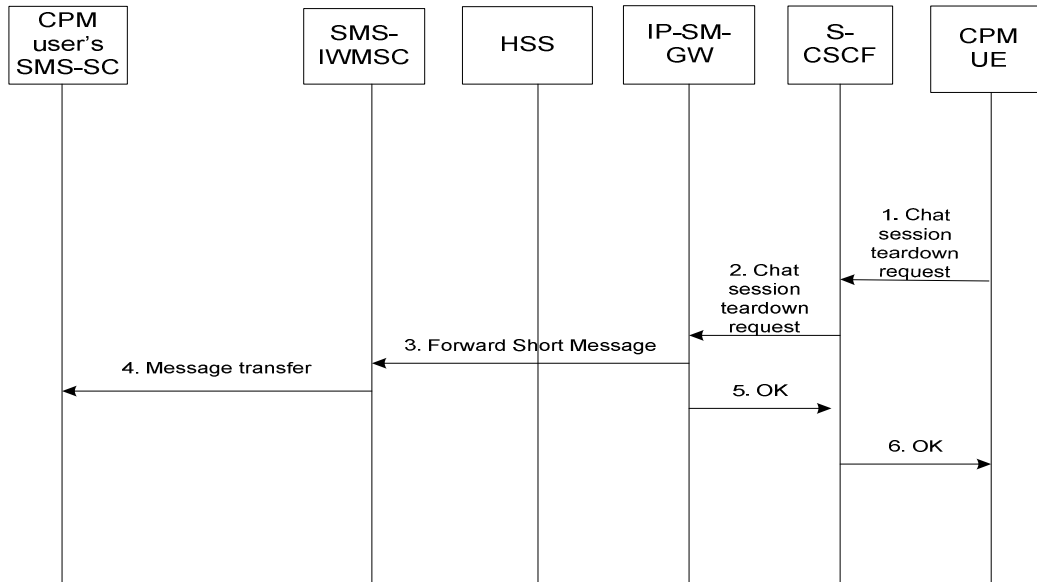 CPM
user's
SMS-SC
SMS-
IWMSC
HSS
IP-SM-
GW
S-
CSCF
CPM
UE
1. Chat
session
teardown
request
2. Chat
session
teardown
request
3. Forward Short Message
4. Message transfer
5. OK
6. OK